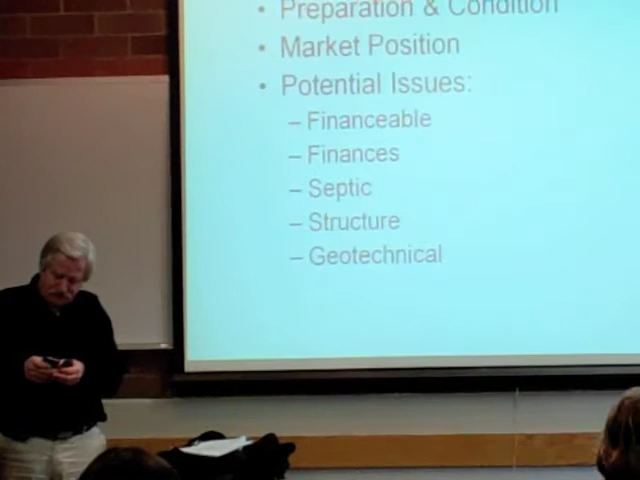 • Preparation & Condition
• Market Position
• Potential Issues:
– Financeable
– Finances
– Septic
– Structure
– Geotechnical